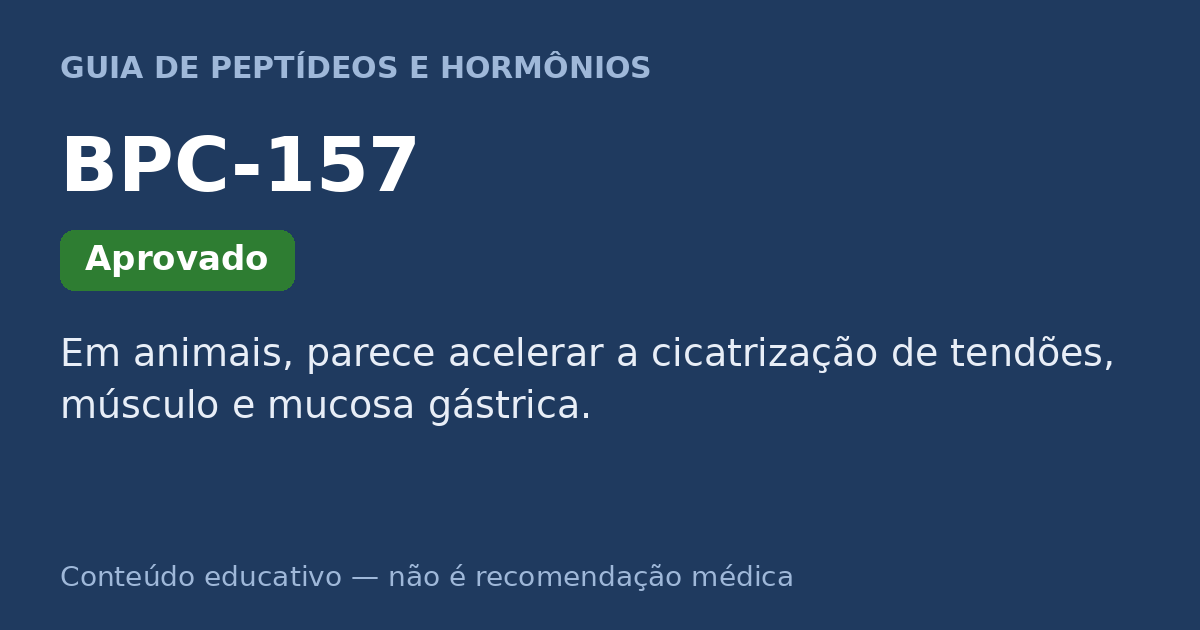 GUIA DE PEPTÍDEOS E HORMÔNIOS
BPC-157
Aprovado
Em animais, parece acelerar a cicatrização de tendões,
músculo e mucosa gástrica.
Conteúdo educativo — não é recomendação médica